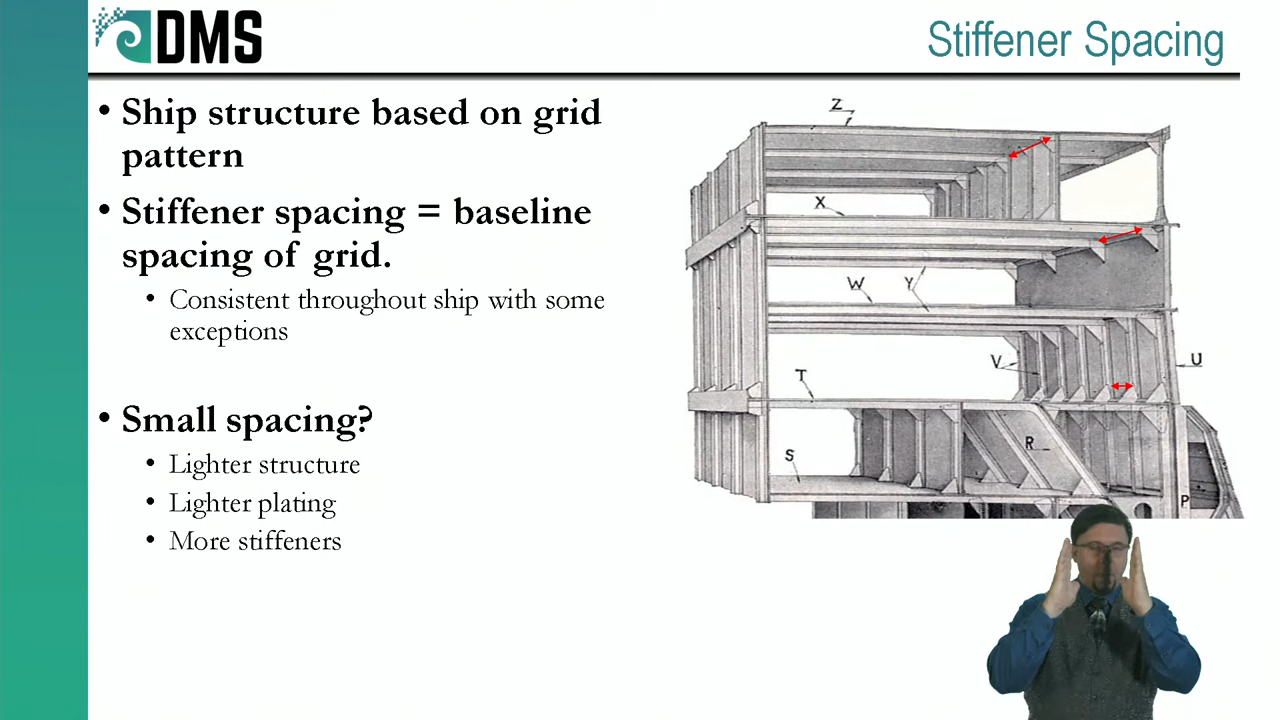 DMS
Stiffener Spacing
• Ship structure based on grid
pattern
• Stiffener spacing = baseline
spacing of grid.
• Consistent throughout ship with some
exceptions
• Small spacing?
• Lighter structure
• Lighter plating
• More stiffeners
Z
X
W
Y
V
U
T
R
S
P